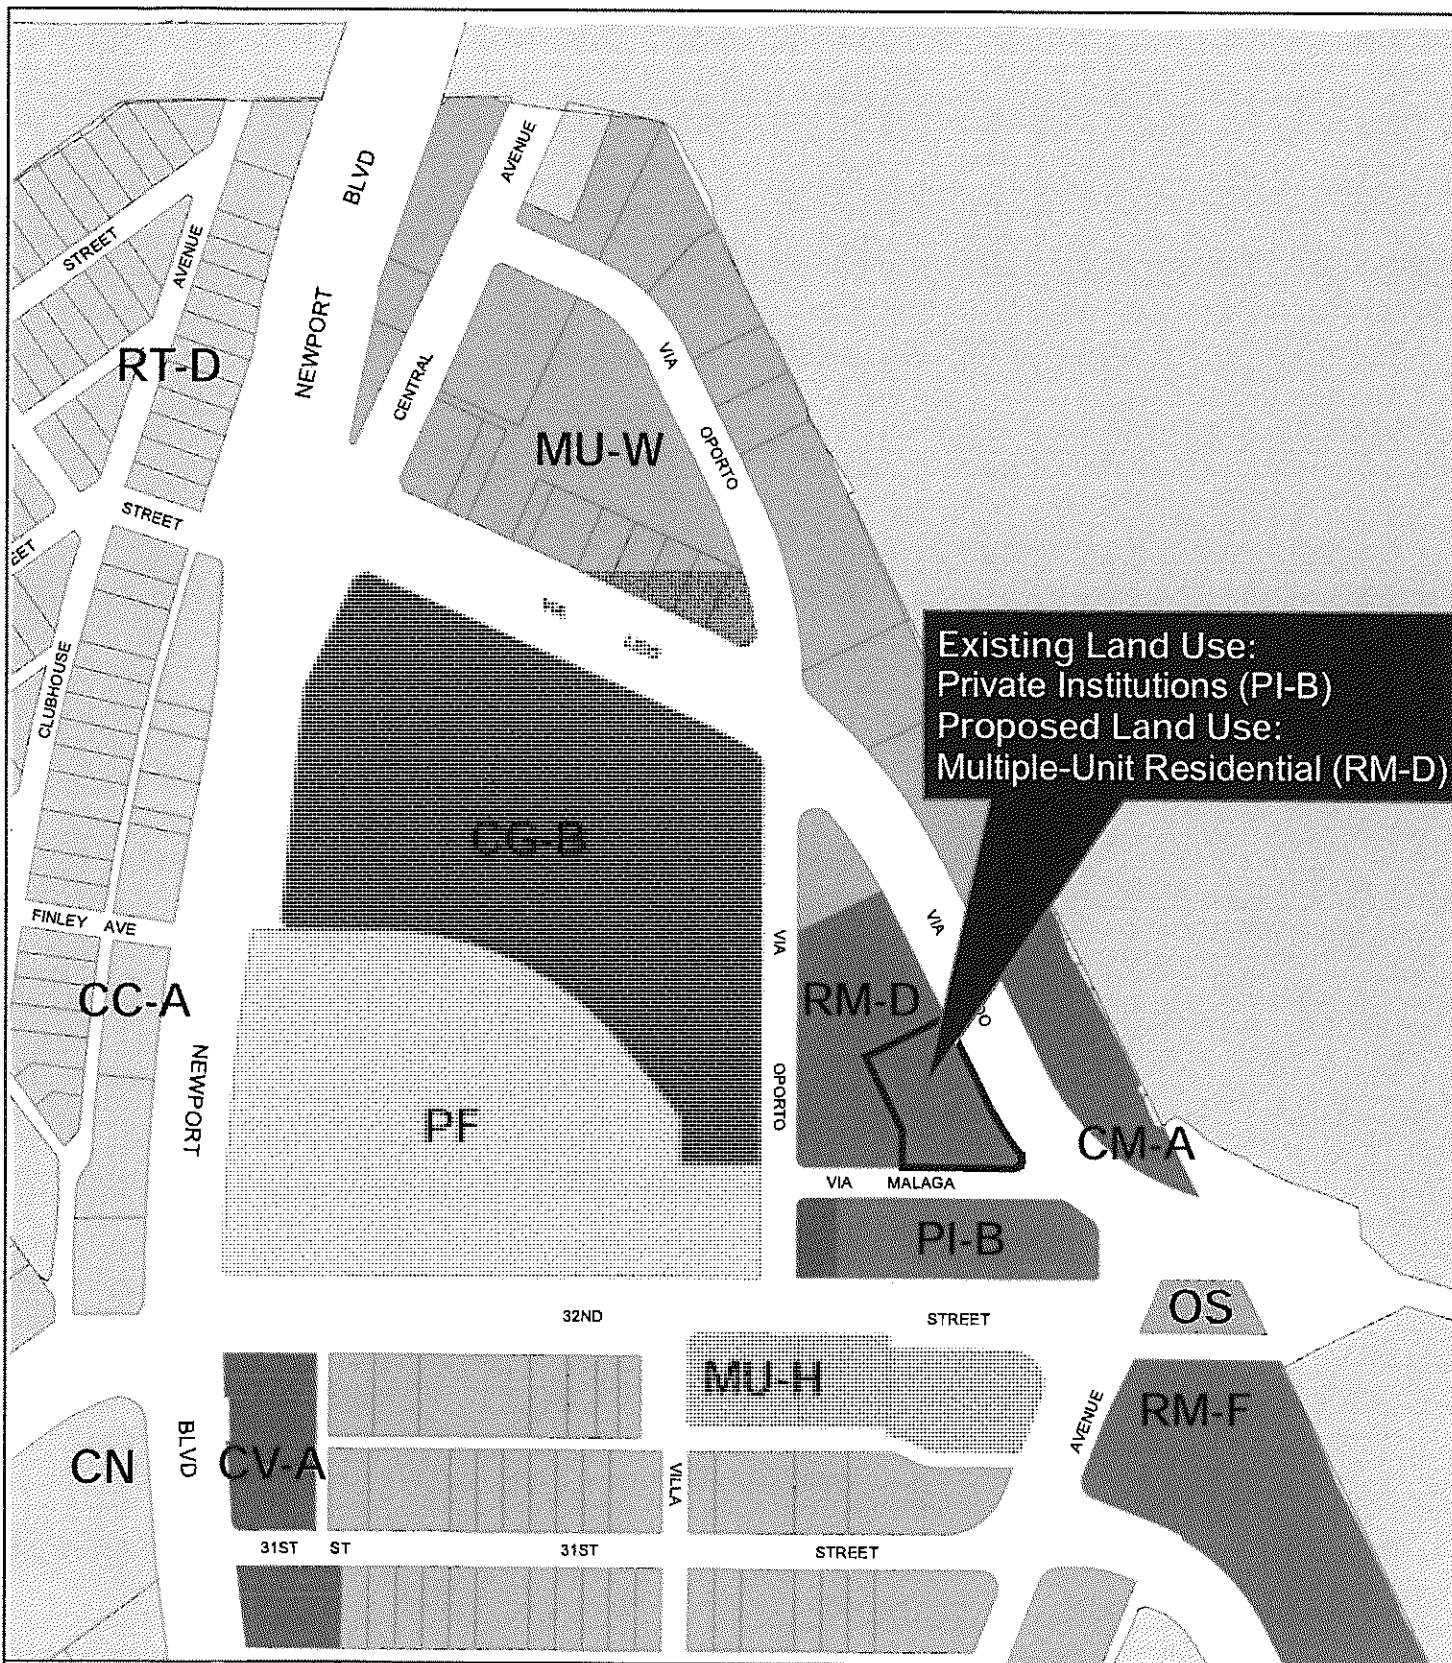 AVENUE
BLVD
STREET
AVENUE
NEWPORT
RT-D
VIA
CENTRAL
OPORTO
MU-W
STREET
EET
Existing Land Use:
Private Institutions (PI-B)
Proposed Land Use:
Multiple-Unit Residential (RM-D)
CLUBHOUSE
CG-B
FINLEY AVE
VIA
VIA
CC-A
RM-D
DO
NEWPORT
OPORTO
PF
CM-A
VIA MALAGA
PI-B
OS
32ND STREET
MU-H
RM-F
AVENUE
CN
BLVD
CV-A
VILLA
31ST ST 31ST STREET